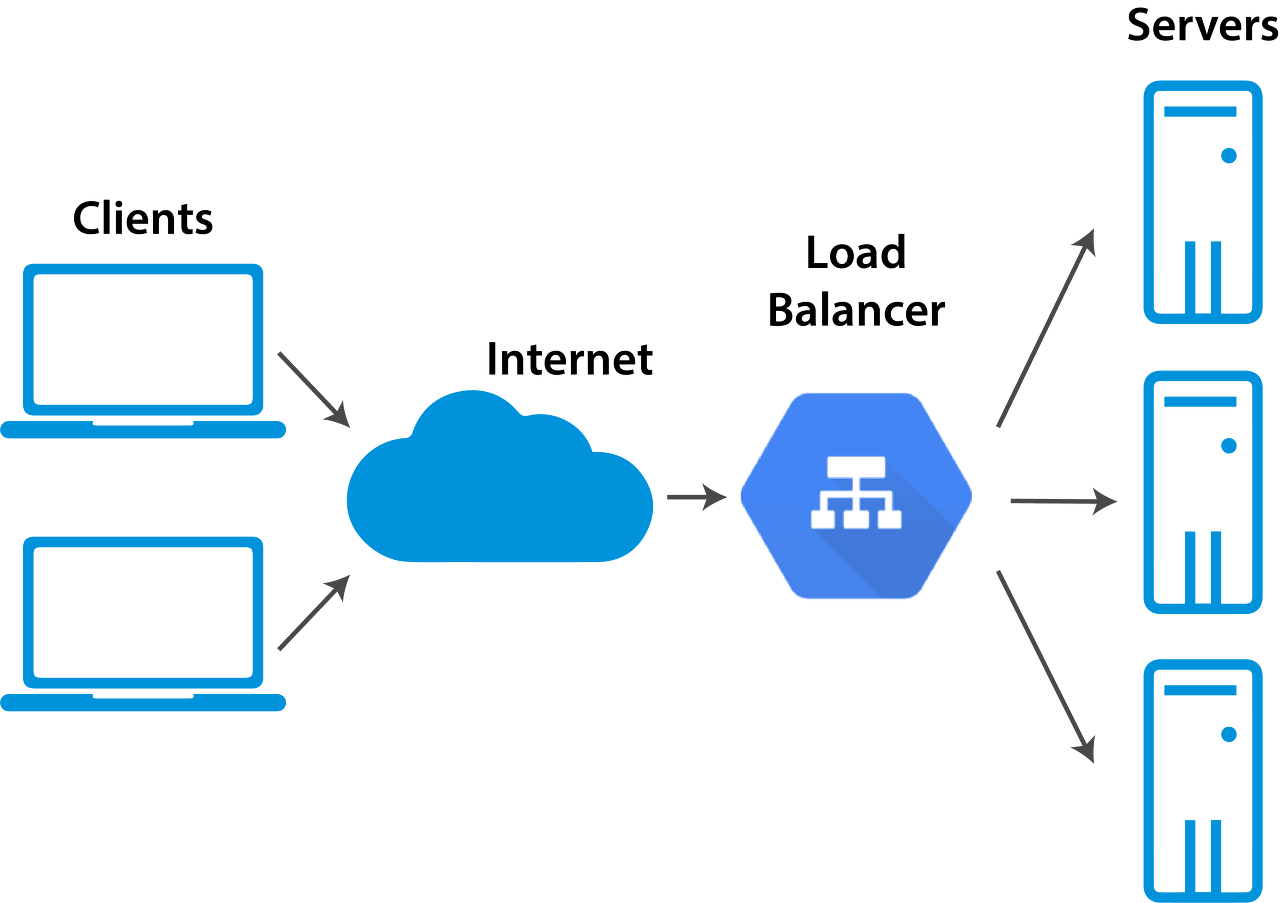 Servers
Clients
Load
Balancer
Internet